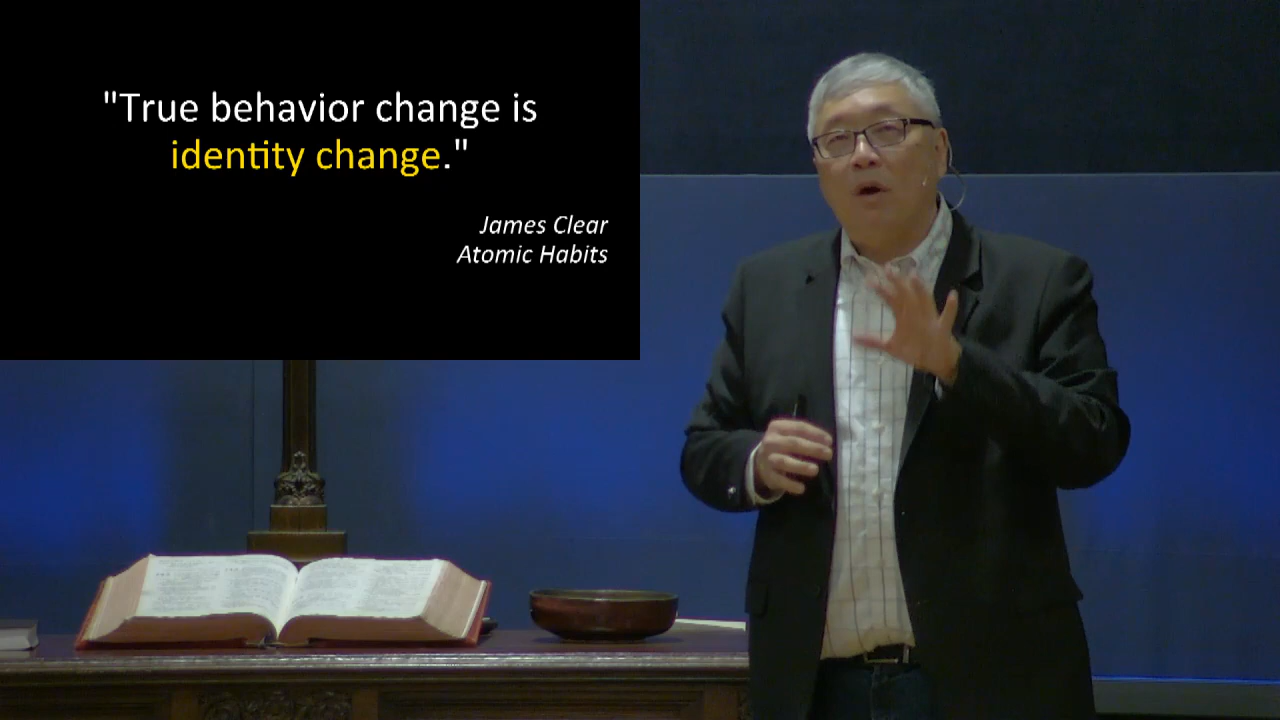 "True behavior change is
identity change."
James Clear
Atomic Habits